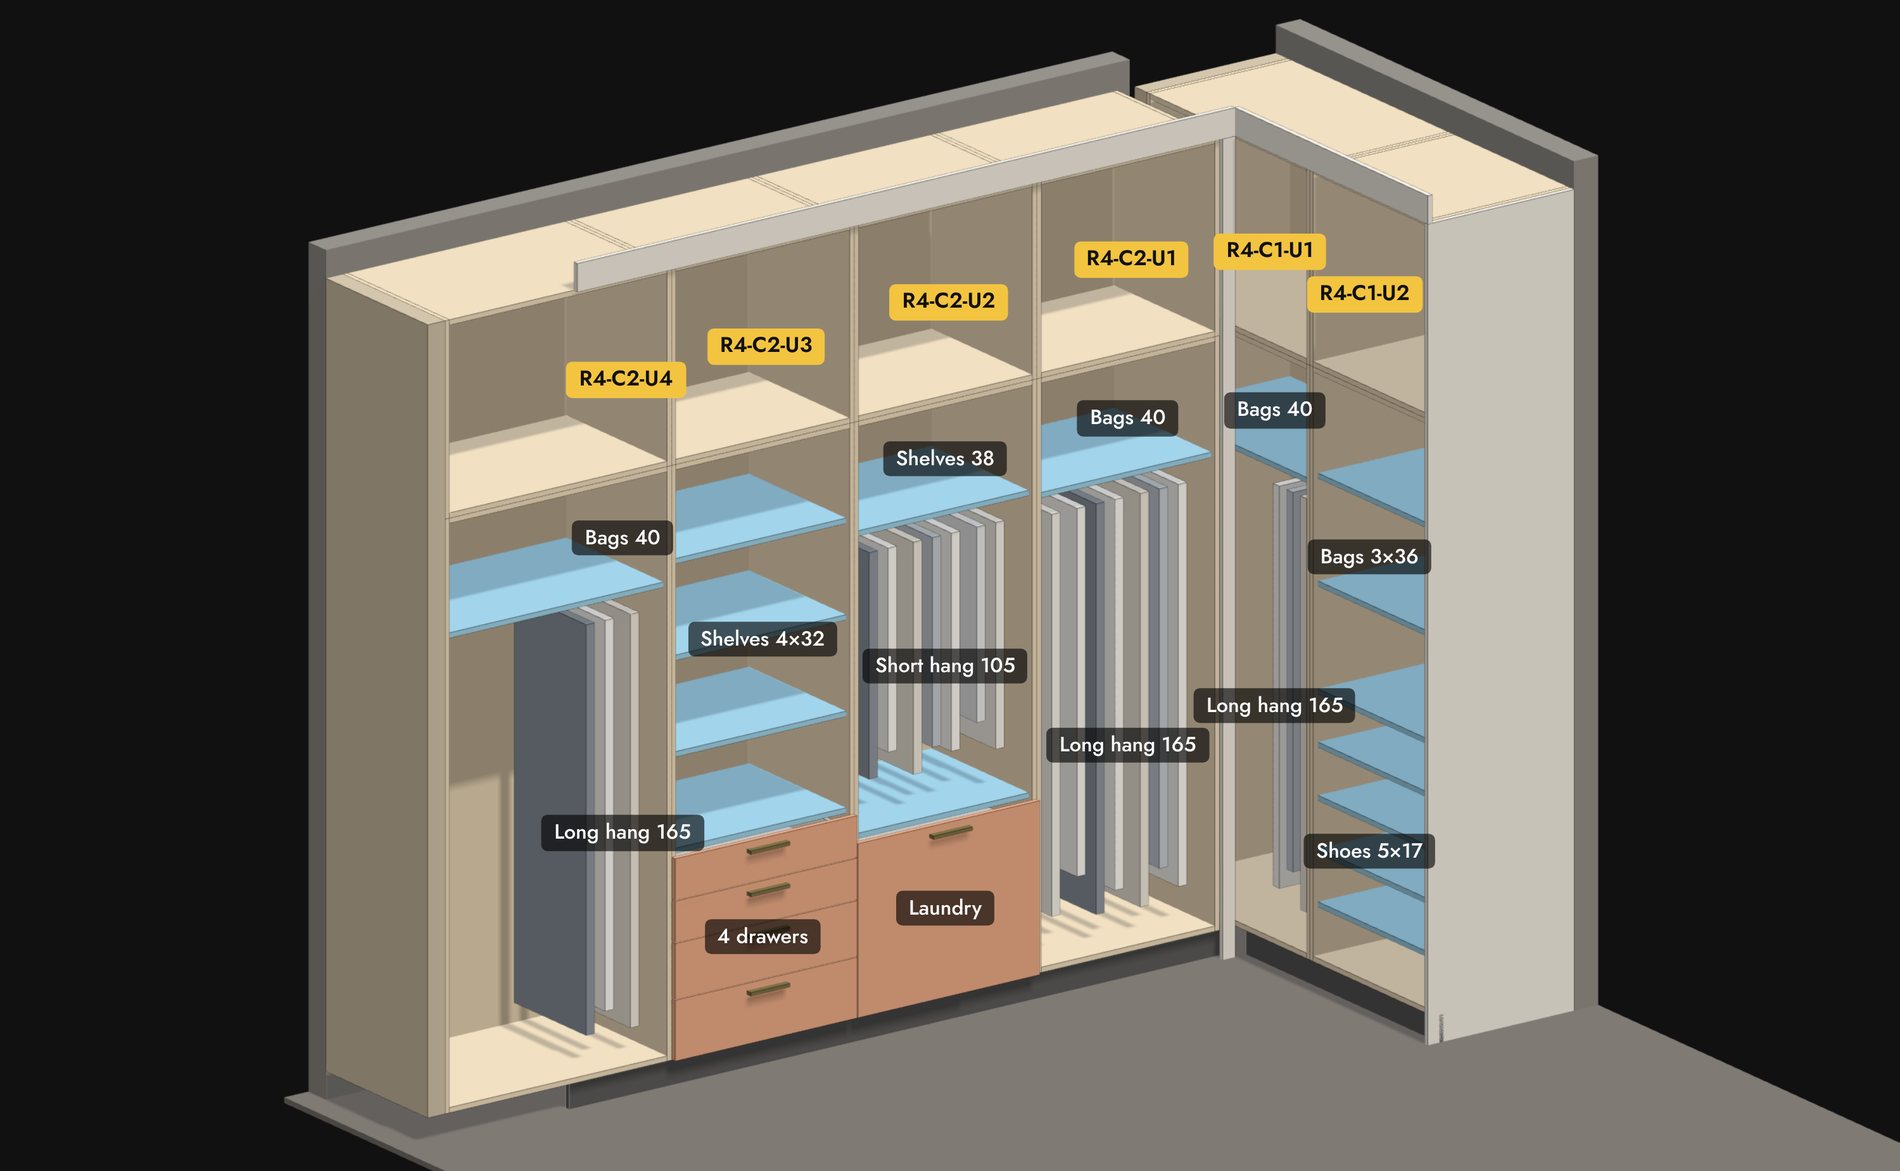 R4-C2-U1
R4-C1-U1
R4-C1-U2
R4-C2-U2
R4-C2-U3
R4-C2-U4
Bags 40
Bags 40
Shelves 38
Bags 40
Bags 3×36
Shelves 4×32
Short hang 105
Long hang 165
Long hang 165
Long hang 165
Shoes 5×17
Laundry
4 drawers